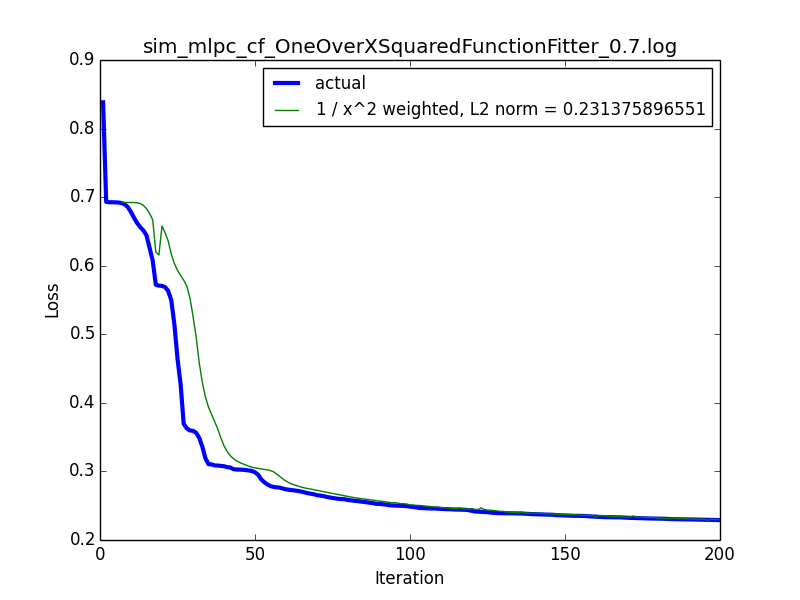 sim_mlpc_cf_OneOverXSquaredFunctionFitter_0.7.log
actual
1 / x^2 weighted, L2 norm = 0.231375896551
0.9
0.8
0.7
0.6
0.5
0.4
0.3
0.2
Loss
0 50 100 150 200
Iteration